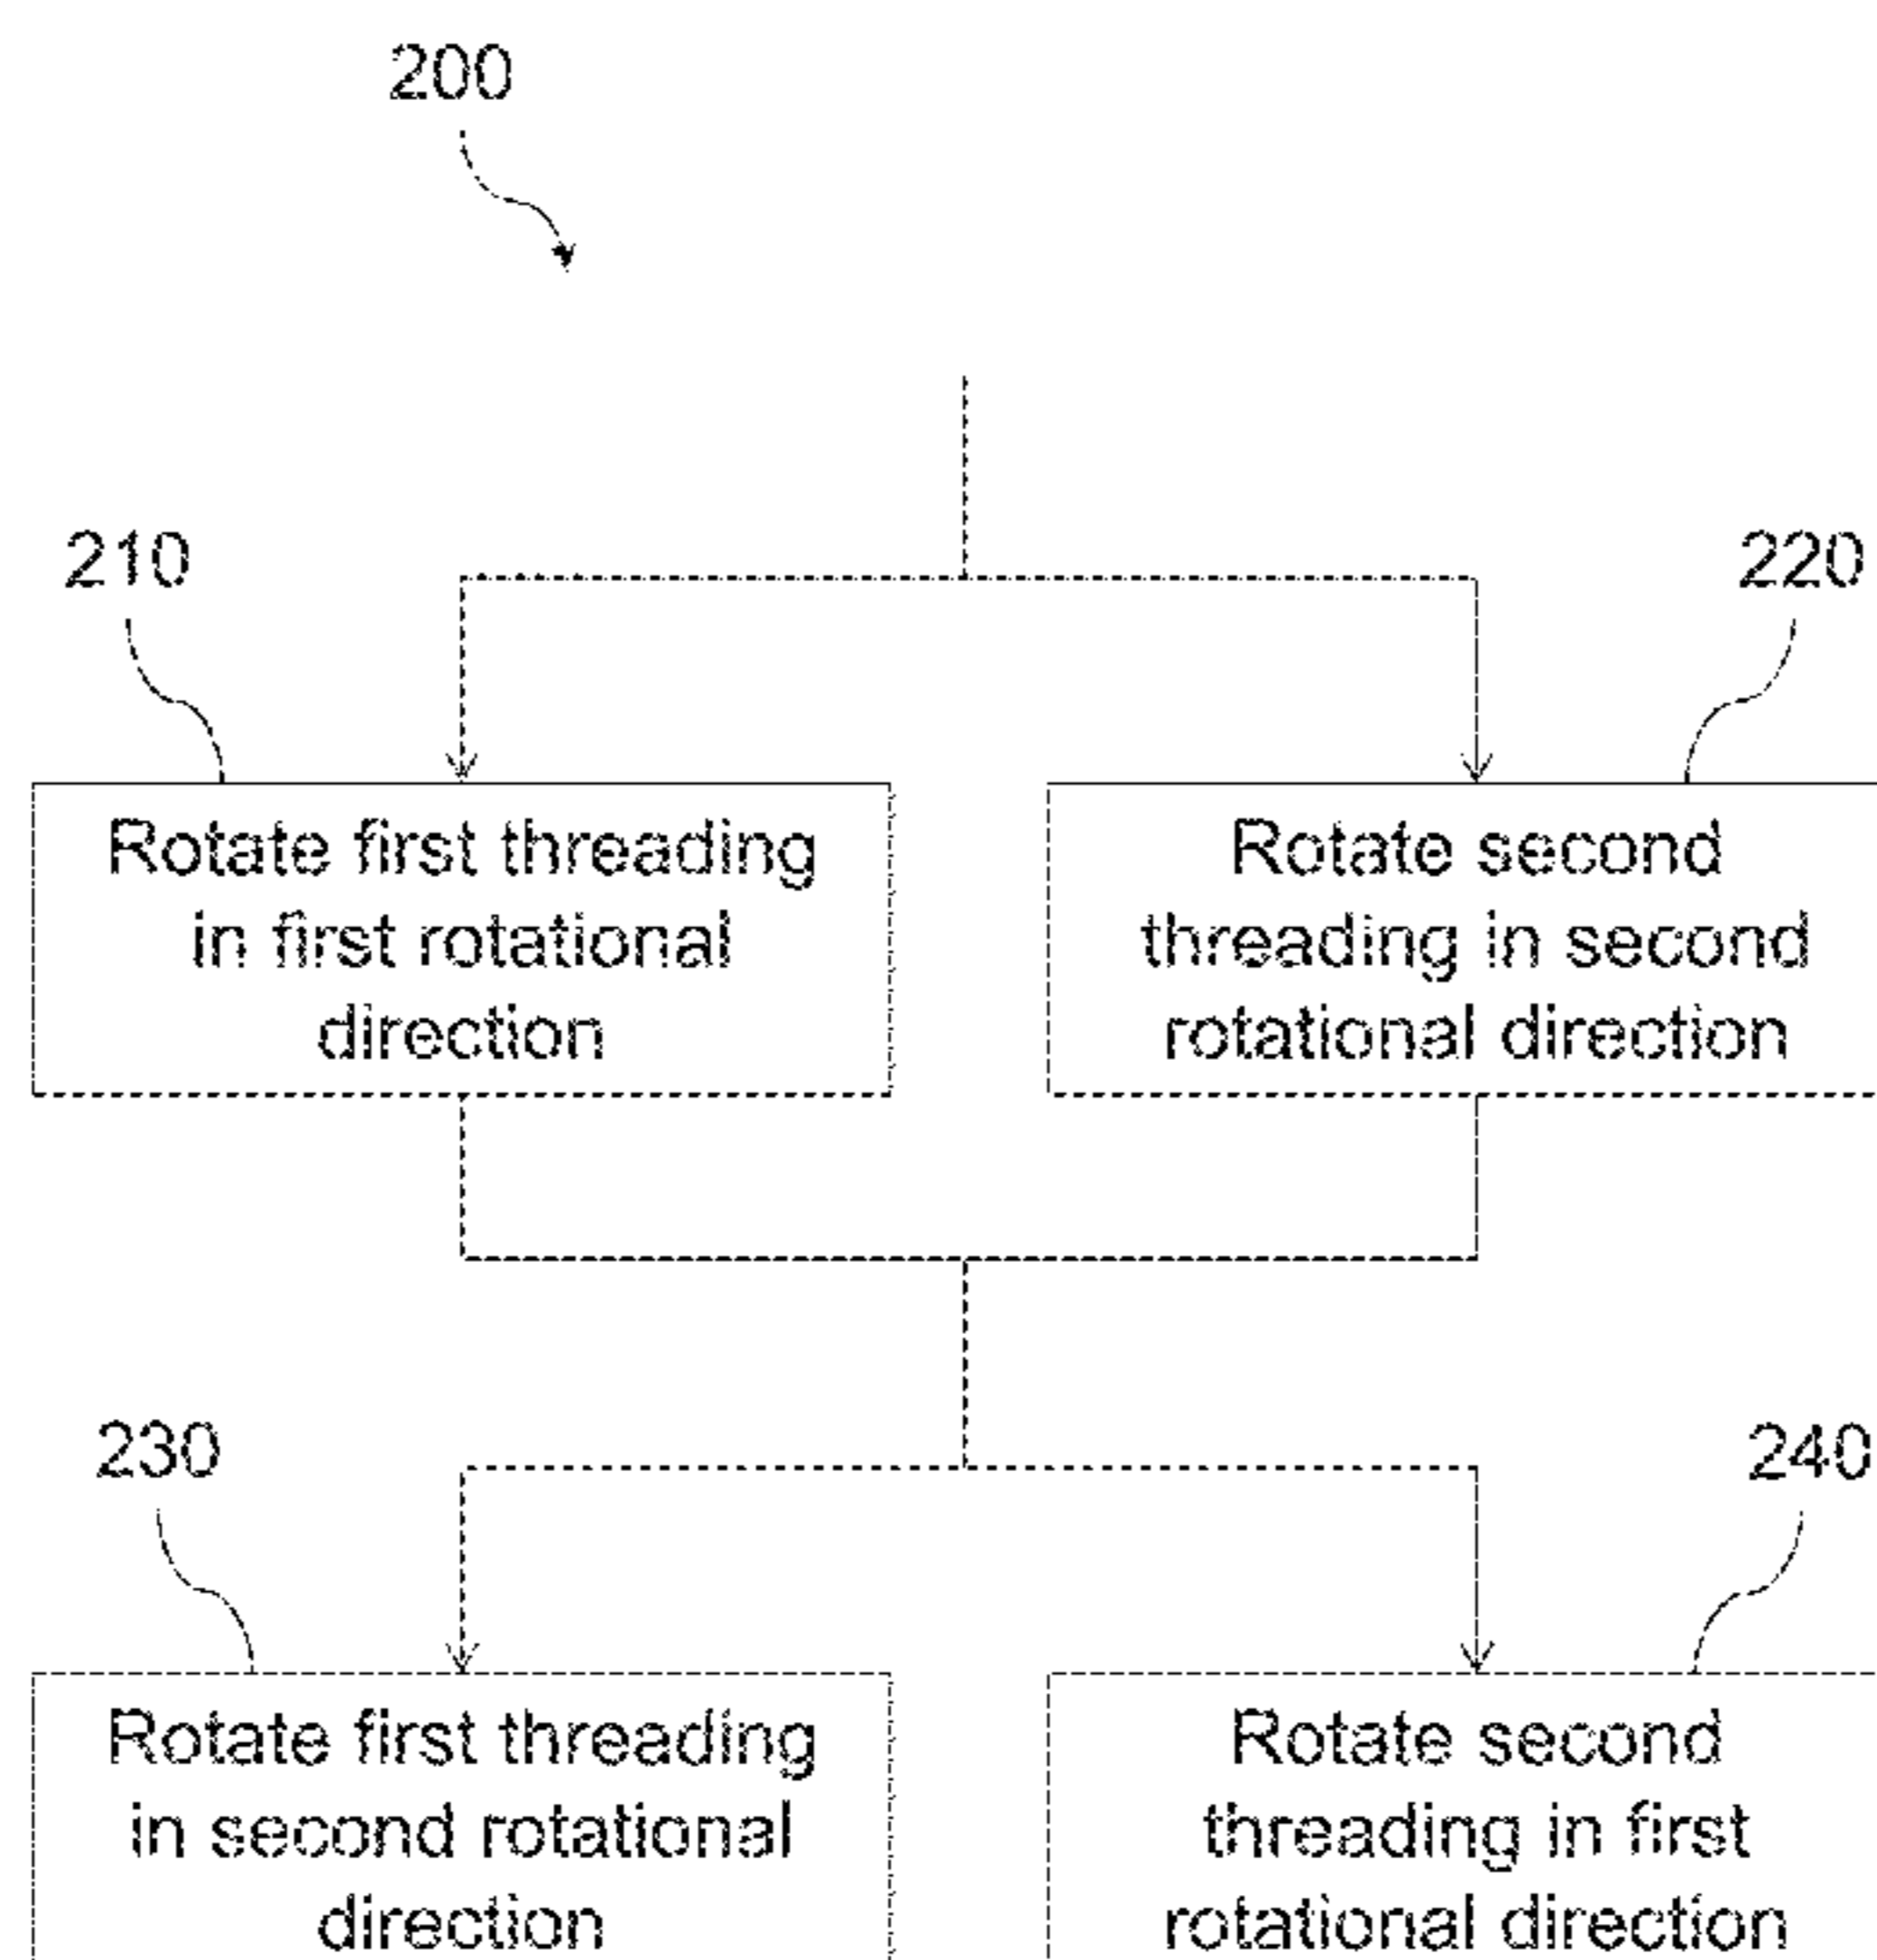 200
210
220
Rotate first threading
in first rotational
direction
Rotate second
threading in second
rotational direction
230
240
Rotate first threading
in second rotational
direction
Rotate second
threading in first
rotational direction